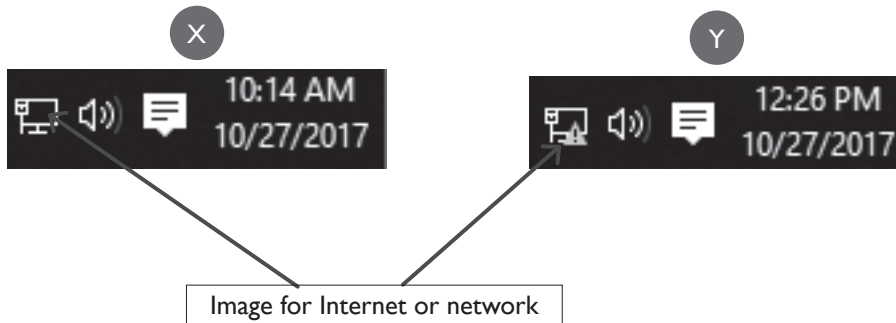 X
Y
10:14 AM
10/27/2017
12:26 PM
10/27/2017
Image for Internet or network